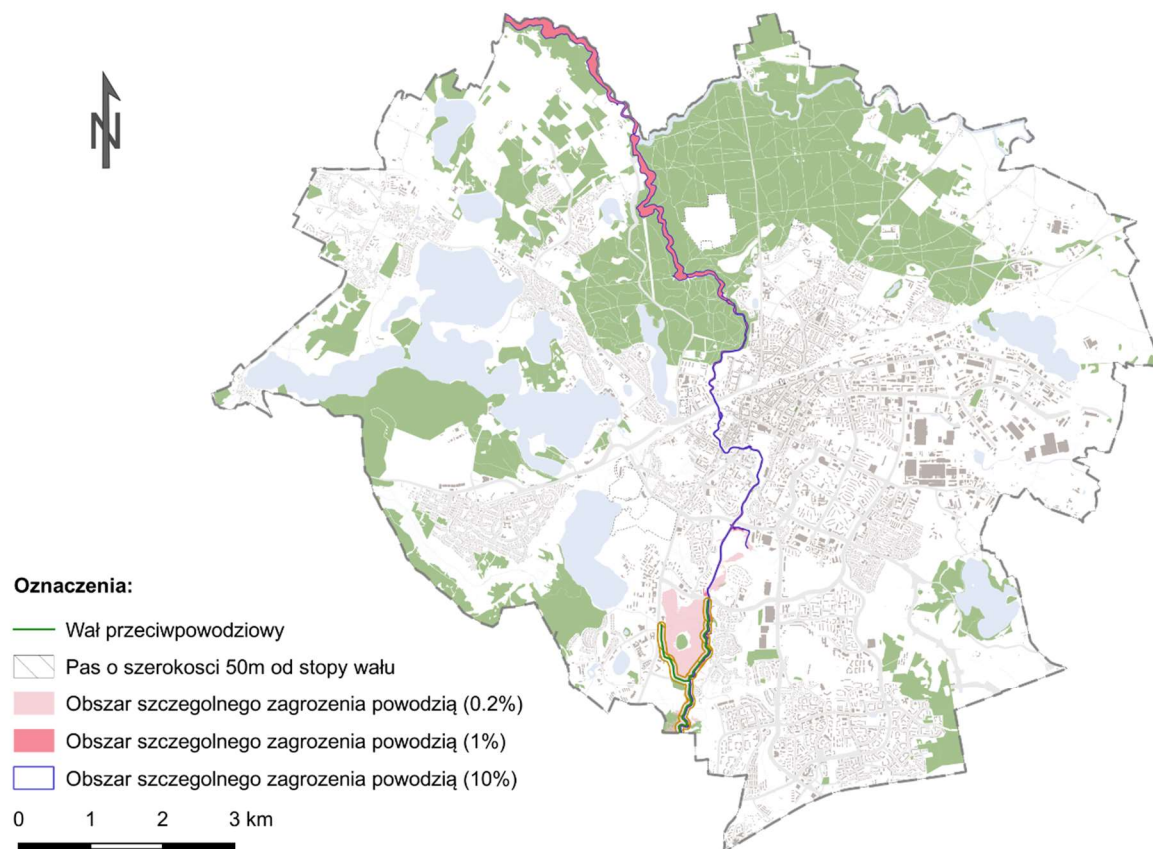 N
Oznaczenia:
Wał przeciwpowodziowy
Pas o szerokosci 50m od stopy wału
Obszar szczegolnego zagrozenia powodzią (0.2%)
Obszar szczegolnego zagrozenia powodzią (1%)
Obszar szczegolnego zagrozenia powodzią (10%)
0 1 2 3 km